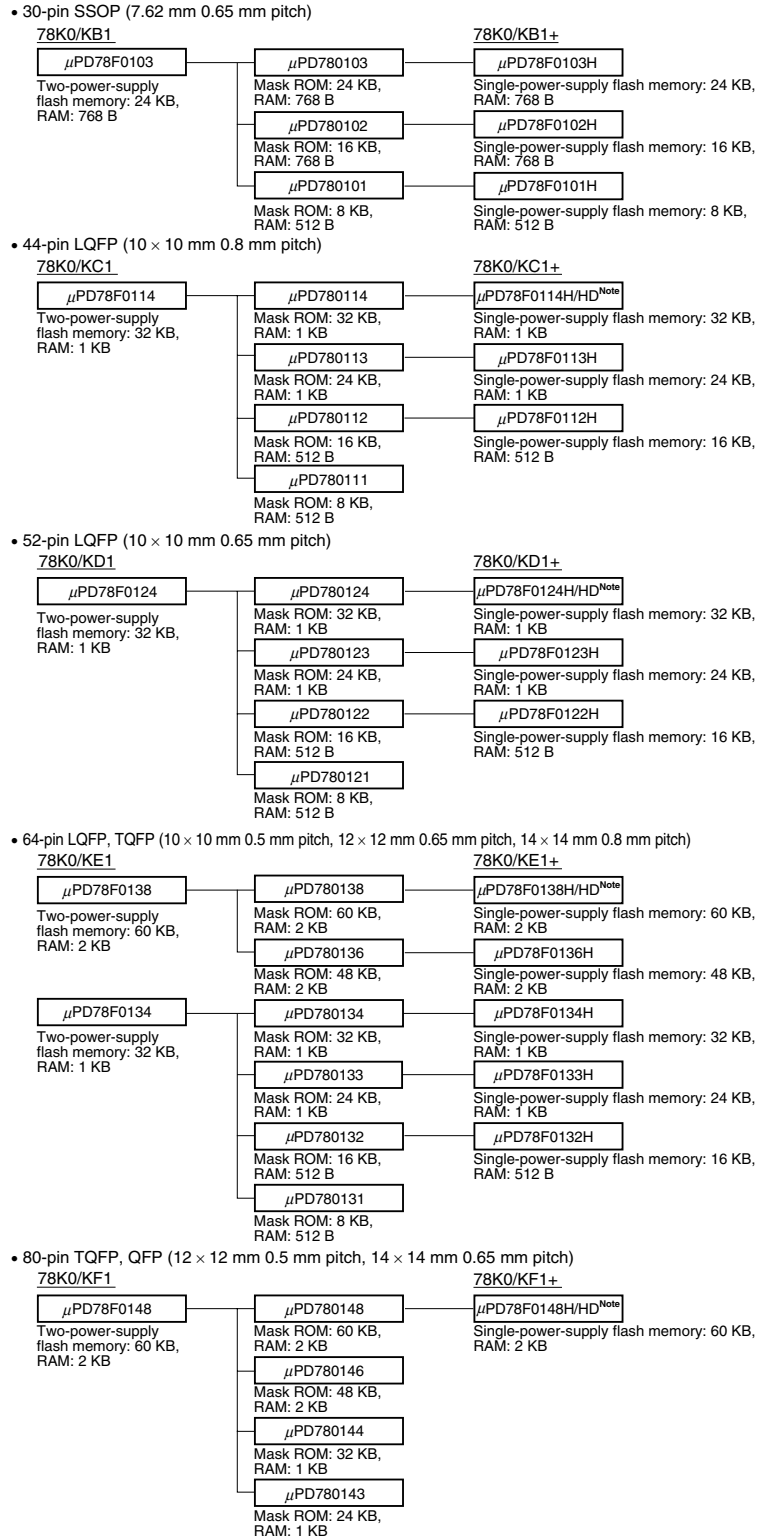 • 30-pin SSOP (7.62 mm 0.65 pitch)
78K0/KB1 78K0/KB1+
μPD78F0103 μPD780103 μPD78F0103H
Two-power-supply
flash memory: 24 KB,
RAM: 768 B
Mask ROM: 24 KB,
RAM: 768 B
Single-power-supply flash memory: 24 KB,
RAM: 768 B
μPD780102 μPD78F0102H
Mask ROM: 16 KB,
RAM: 768 B
Single-power-supply flash memory: 16 KB,
RAM: 768 B
μPD780101 μPD78F0101H
Mask ROM: 8 KB,
RAM: 512 B
Single-power-supply flash memory: 8 KB,
RAM: 512 B
• 44-pin LQFP (10 × 10 mm 0.8 mm pitch)
78K0/KC1 78K0/KC1+
μPD78F0114 μPD780114 μPD78F0114H/HDNote
Two-power-supply
flash memory: 32 KB,
RAM: 1 KB
Mask ROM: 32 KB,
RAM: 1 KB
Single-power-supply flash memory: 32 KB,
RAM: 1 KB
μPD780113 μPD78F0113H
Mask ROM: 24 KB,
RAM: 1 KB
Single-power-supply flash memory: 24 KB,
RAM: 1 KB
μPD780112 μPD78F0112H
Mask ROM: 16 KB,
RAM: 512 B
Single-power-supply flash memory: 16 KB,
RAM: 512 B
μPD780111
Mask ROM: 8 KB,
RAM: 512 B
• 52-pin LQFP (10 × 10 mm 0.65 mm pitch)
78K0/KD1 78K0/KD1+
μPD78F0124 μPD780124 μPD78F0124H/HDNote
Two-power-supply
flash memory: 32 KB,
RAM: 1 KB
Mask ROM: 32 KB,
RAM: 1 KB
Single-power-supply flash memory: 32 KB,
RAM: 1 KB
μPD780123 μPD78F0123H
Mask ROM: 24 KB,
RAM: 1 KB
Single-power-supply flash memory: 24 KB,
RAM: 1 KB
μPD780122 μPD78F0122H
Mask ROM: 16 KB,
RAM: 512 B
Single-power-supply flash memory: 16 KB,
RAM: 512 B
μPD780121
Mask ROM: 8 KB,
RAM: 512 B
• 64-pin LQFP, TQFP (10 × 10 mm 0.5 mm pitch, 12 × 12 mm 0.65 mm pitch, 14 × 14 mm 0.8 mm pitch)
78K0/KE1 78K0/KE1+
μPD78F0138 μPD780138 μPD78F0138H/HDNote
Two-power-supply
flash memory: 60 KB,
RAM: 2 KB
Mask ROM: 60 KB,
RAM: 2 KB
Single-power-supply flash memory: 60 KB,
RAM: 2 KB
μPD780136 μPD78F0136H
Mask ROM: 48 KB,
RAM: 2 KB
Single-power-supply flash memory: 48 KB,
RAM: 2 KB
μPD78F0134 μPD780134 μPD78F0134H
Two-power-supply
flash memory: 32 KB,
RAM: 1 KB
Mask ROM: 32 KB,
RAM: 1 KB
Single-power-supply flash memory: 32 KB,
RAM: 1 KB
μPD780133 μPD78F0133H
Mask ROM: 24 KB,
RAM: 1 KB
Single-power-supply flash memory: 24 KB,
RAM: 1 KB
μPD780132 μPD78F0132H
Mask ROM: 16 KB,
RAM: 512 B
Single-power-supply flash memory: 16 KB,
RAM: 512 B
μPD780131
Mask ROM: 8 KB,
RAM: 512 B
• 80-pin TQFP, QFP (12 × 12 mm 0.5 mm pitch, 14 × 14 mm 0.65 mm pitch)
78K0/KF1 78K0/KF1+
μPD78F0148 μPD780148 μPD78F0148H/HDNote
Two-power-supply
flash memory: 60 KB,
RAM: 2 KB
Mask ROM: 60 KB,
RAM: 2 KB
Single-power-supply flash memory: 60 KB,
RAM: 2 KB
μPD780146
Mask ROM: 48 KB,
RAM: 2 KB
μPD780144
Mask ROM: 32 KB,
RAM: 1 KB
μPD780143
Mask ROM: 24 KB,
RAM: 1 KB